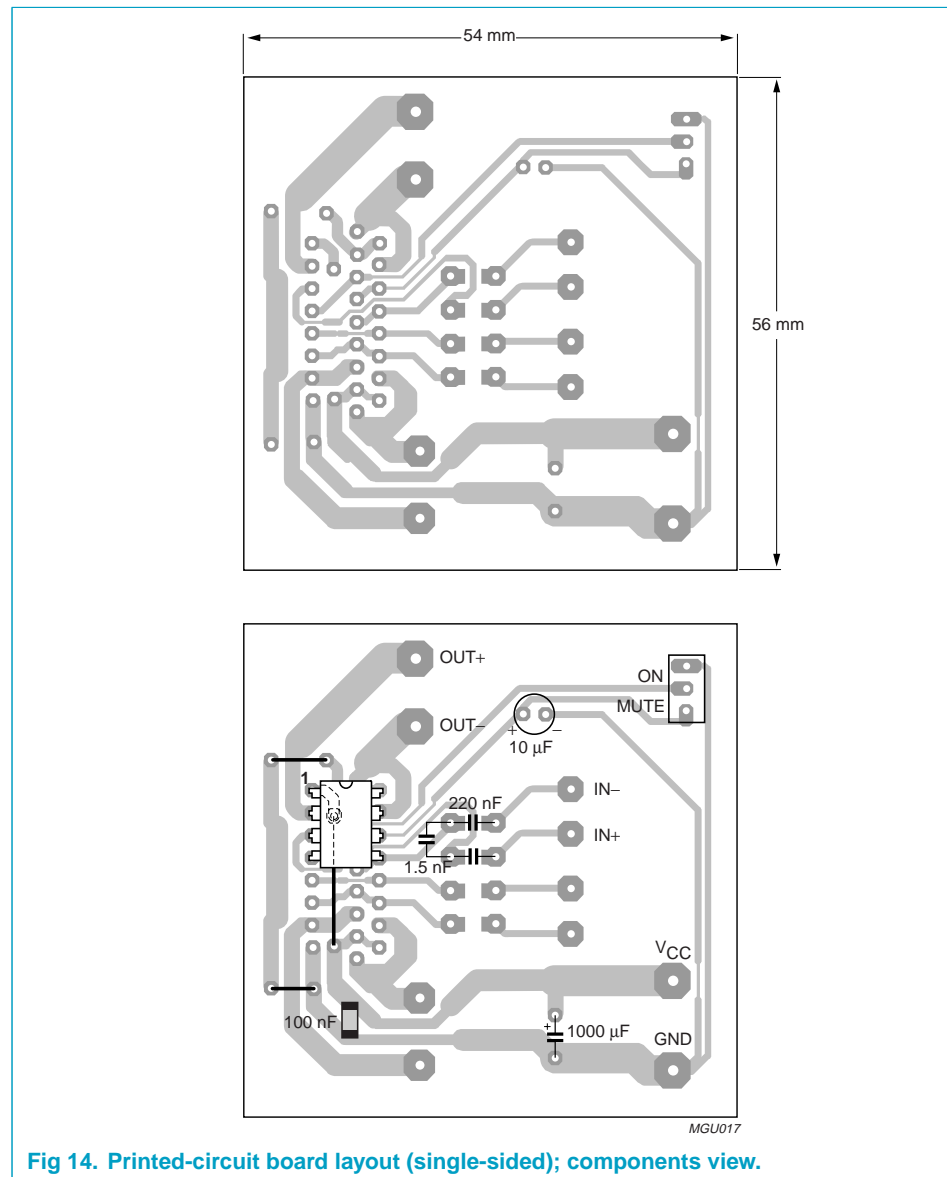 54 mm
56 mm
OUT+
ON
MUTE
OUT−
+ −
10 μF
1
IN−
220 nF
IN+
1.5 nF
VCC
100 nF
+
1000 μF
GND
MGU017
Fig 14. Printed-circuit board layout (single-sided); components view.